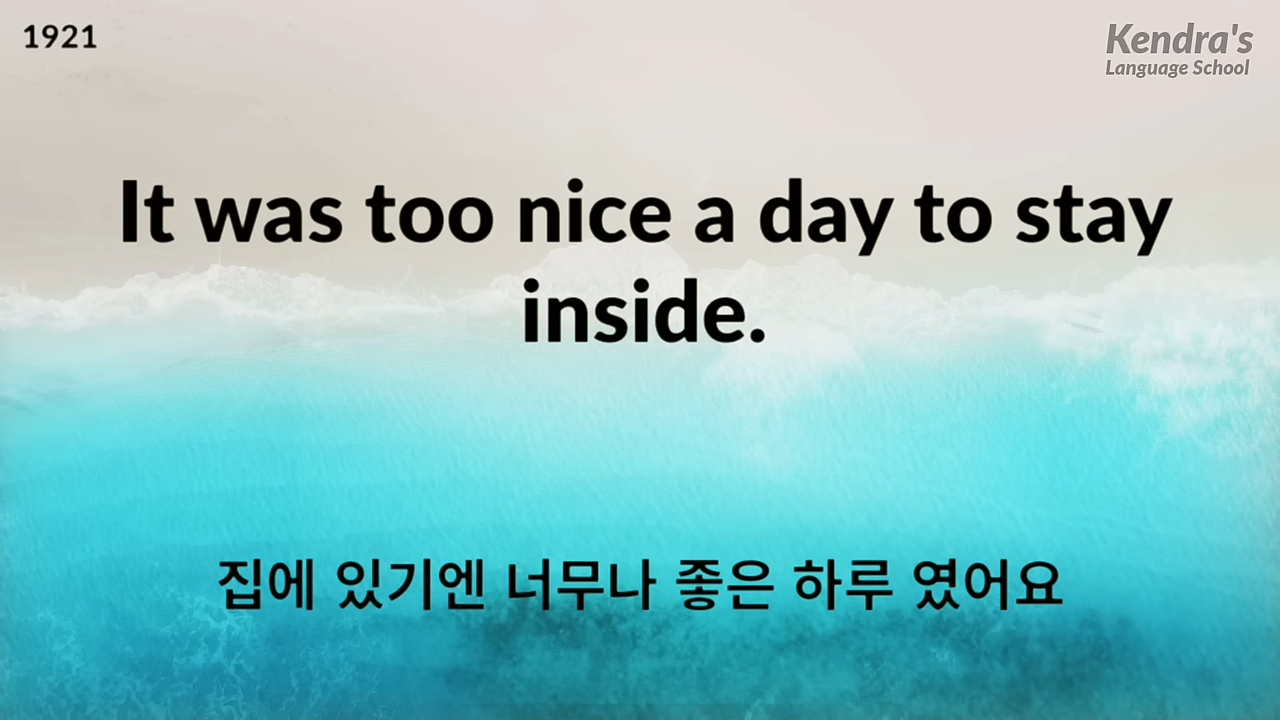 1921
Kendra's
Language School
It was too nice a day to stay
inside.
집에 있기엔 너무나 좋은 하루 였어요